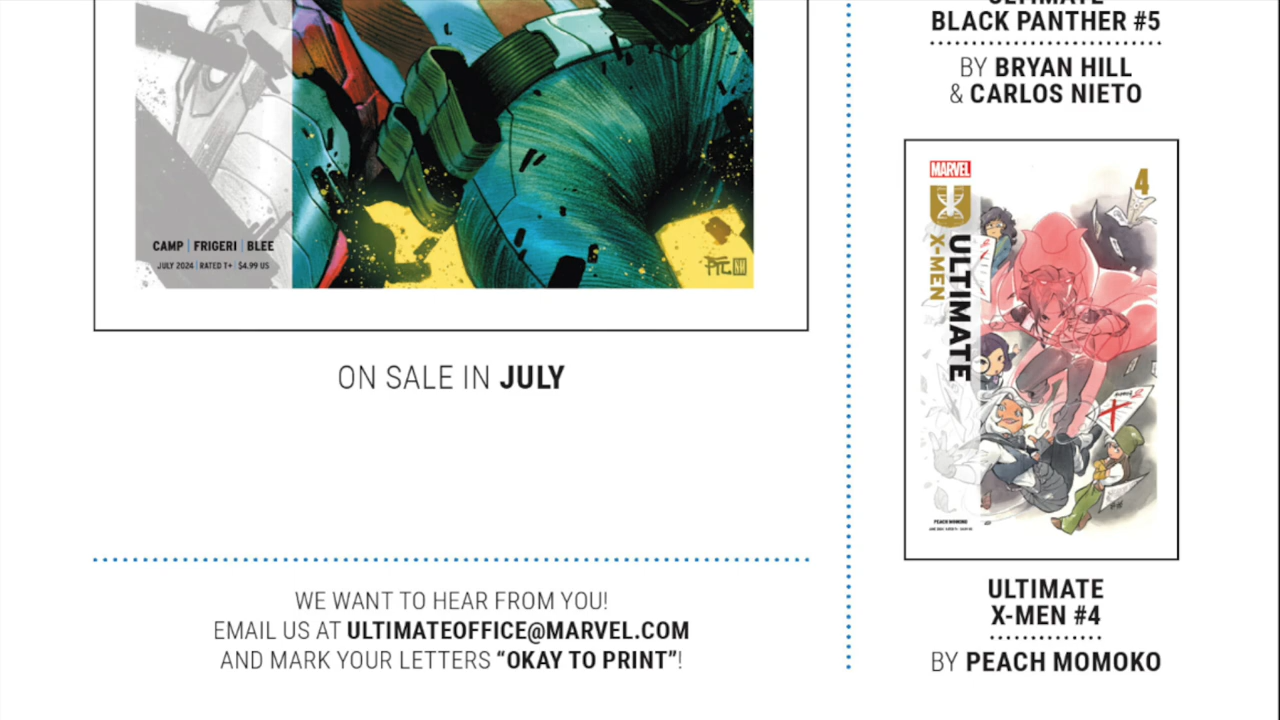 CAMP | FRIGERI | BLEE
JULY 2024 | RATED T+ | $4.99 US
ON SALE IN JULY
WE WANT TO HEAR FROM YOU!
EMAIL US AT ULTIMATEOFFICE@MARVEL.COM
AND MARK YOUR LETTERS “OKAY TO PRINT”!
ULTIMATE
BLACK PANTHER #5
BY BRYAN HILL
& CARLOS NIETO
MARVEL
4
ULTIMATE
X-MEN
PEACH MOMOKO
ULTIMATE
X-MEN #4
BY PEACH MOMOKO